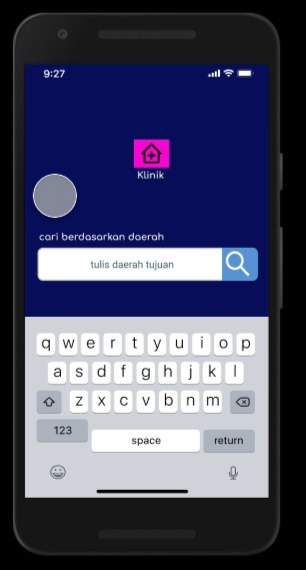 9:27
Klinik
cari berdasarkan daerah
tulis daerah tujuan
q w e r t y u i o p
a s d f g h j k l
z x c v b n m
123
space
return